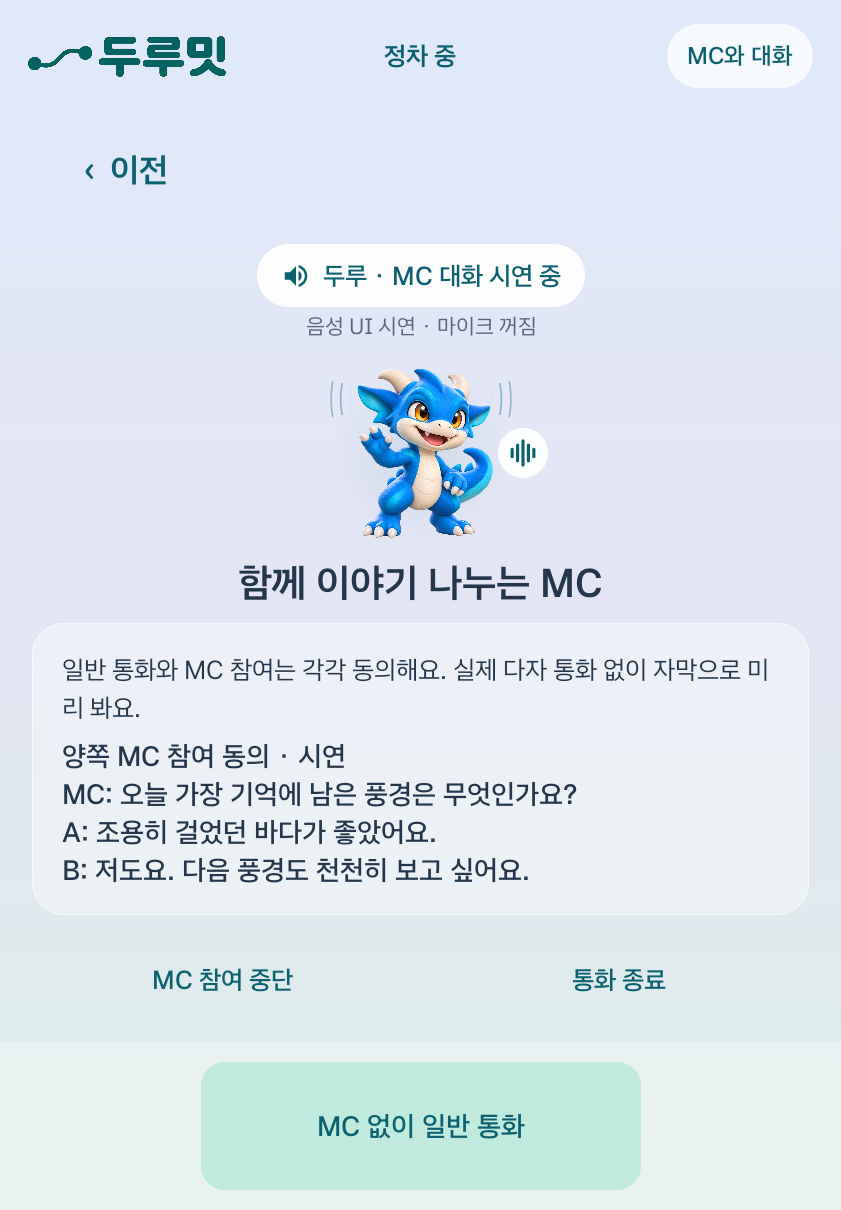 두루밋
정차 중
MC와 대화
‹ 이전
두루 · MC 대화 시연 중
음성 UI 시연 · 마이크 꺼짐
함께 이야기 나누는 MC
일반 통화와 MC 참여는 각각 동의해요. 실제 다자 통화 없이 자막으로 미
리 봐요.
양쪽 MC 참여 동의 · 시연
MC: 오늘 가장 기억에 남은 풍경은 무엇인가요?
A: 조용히 걸었던 바다가 좋았어요.
B: 저도요. 다음 풍경도 천천히 보고 싶어요.
MC 참여 중단
통화 종료
MC 없이 일반 통화